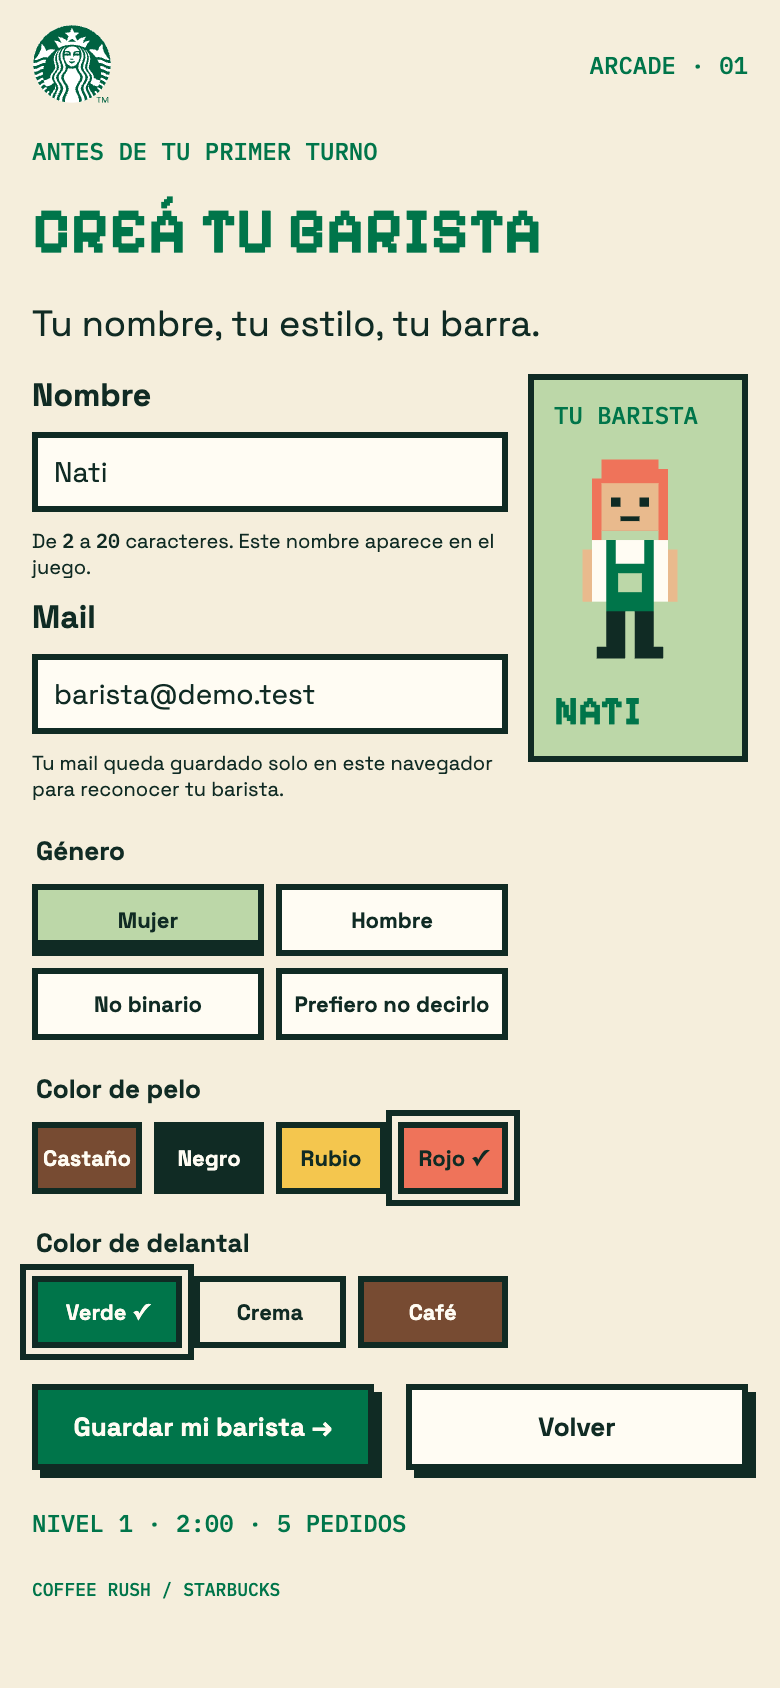 TM
ARCADE · 01
ANTES DE TU PRIMER TURNO
CREÁ TU BARISTA
Tu nombre, tu estilo, tu barra.
Nombre
Nati
De 2 a 20 caracteres. Este nombre aparece en el
juego.
Mail
barista@demo.test
Tu mail queda guardado solo en este navegador
para reconocer tu barista.
TU BARISTA
NATI
Género
Mujer
Hombre
No binario
Prefiero no decirlo
Color de pelo
Castaño
Negro
Rubio
Rojo ✓
Color de delantal
Verde ✓
Crema
Café
Guardar mi barista →
Volver
NIVEL 1 · 2:00 · 5 PEDIDOS
COFFEE RUSH / STARBUCKS